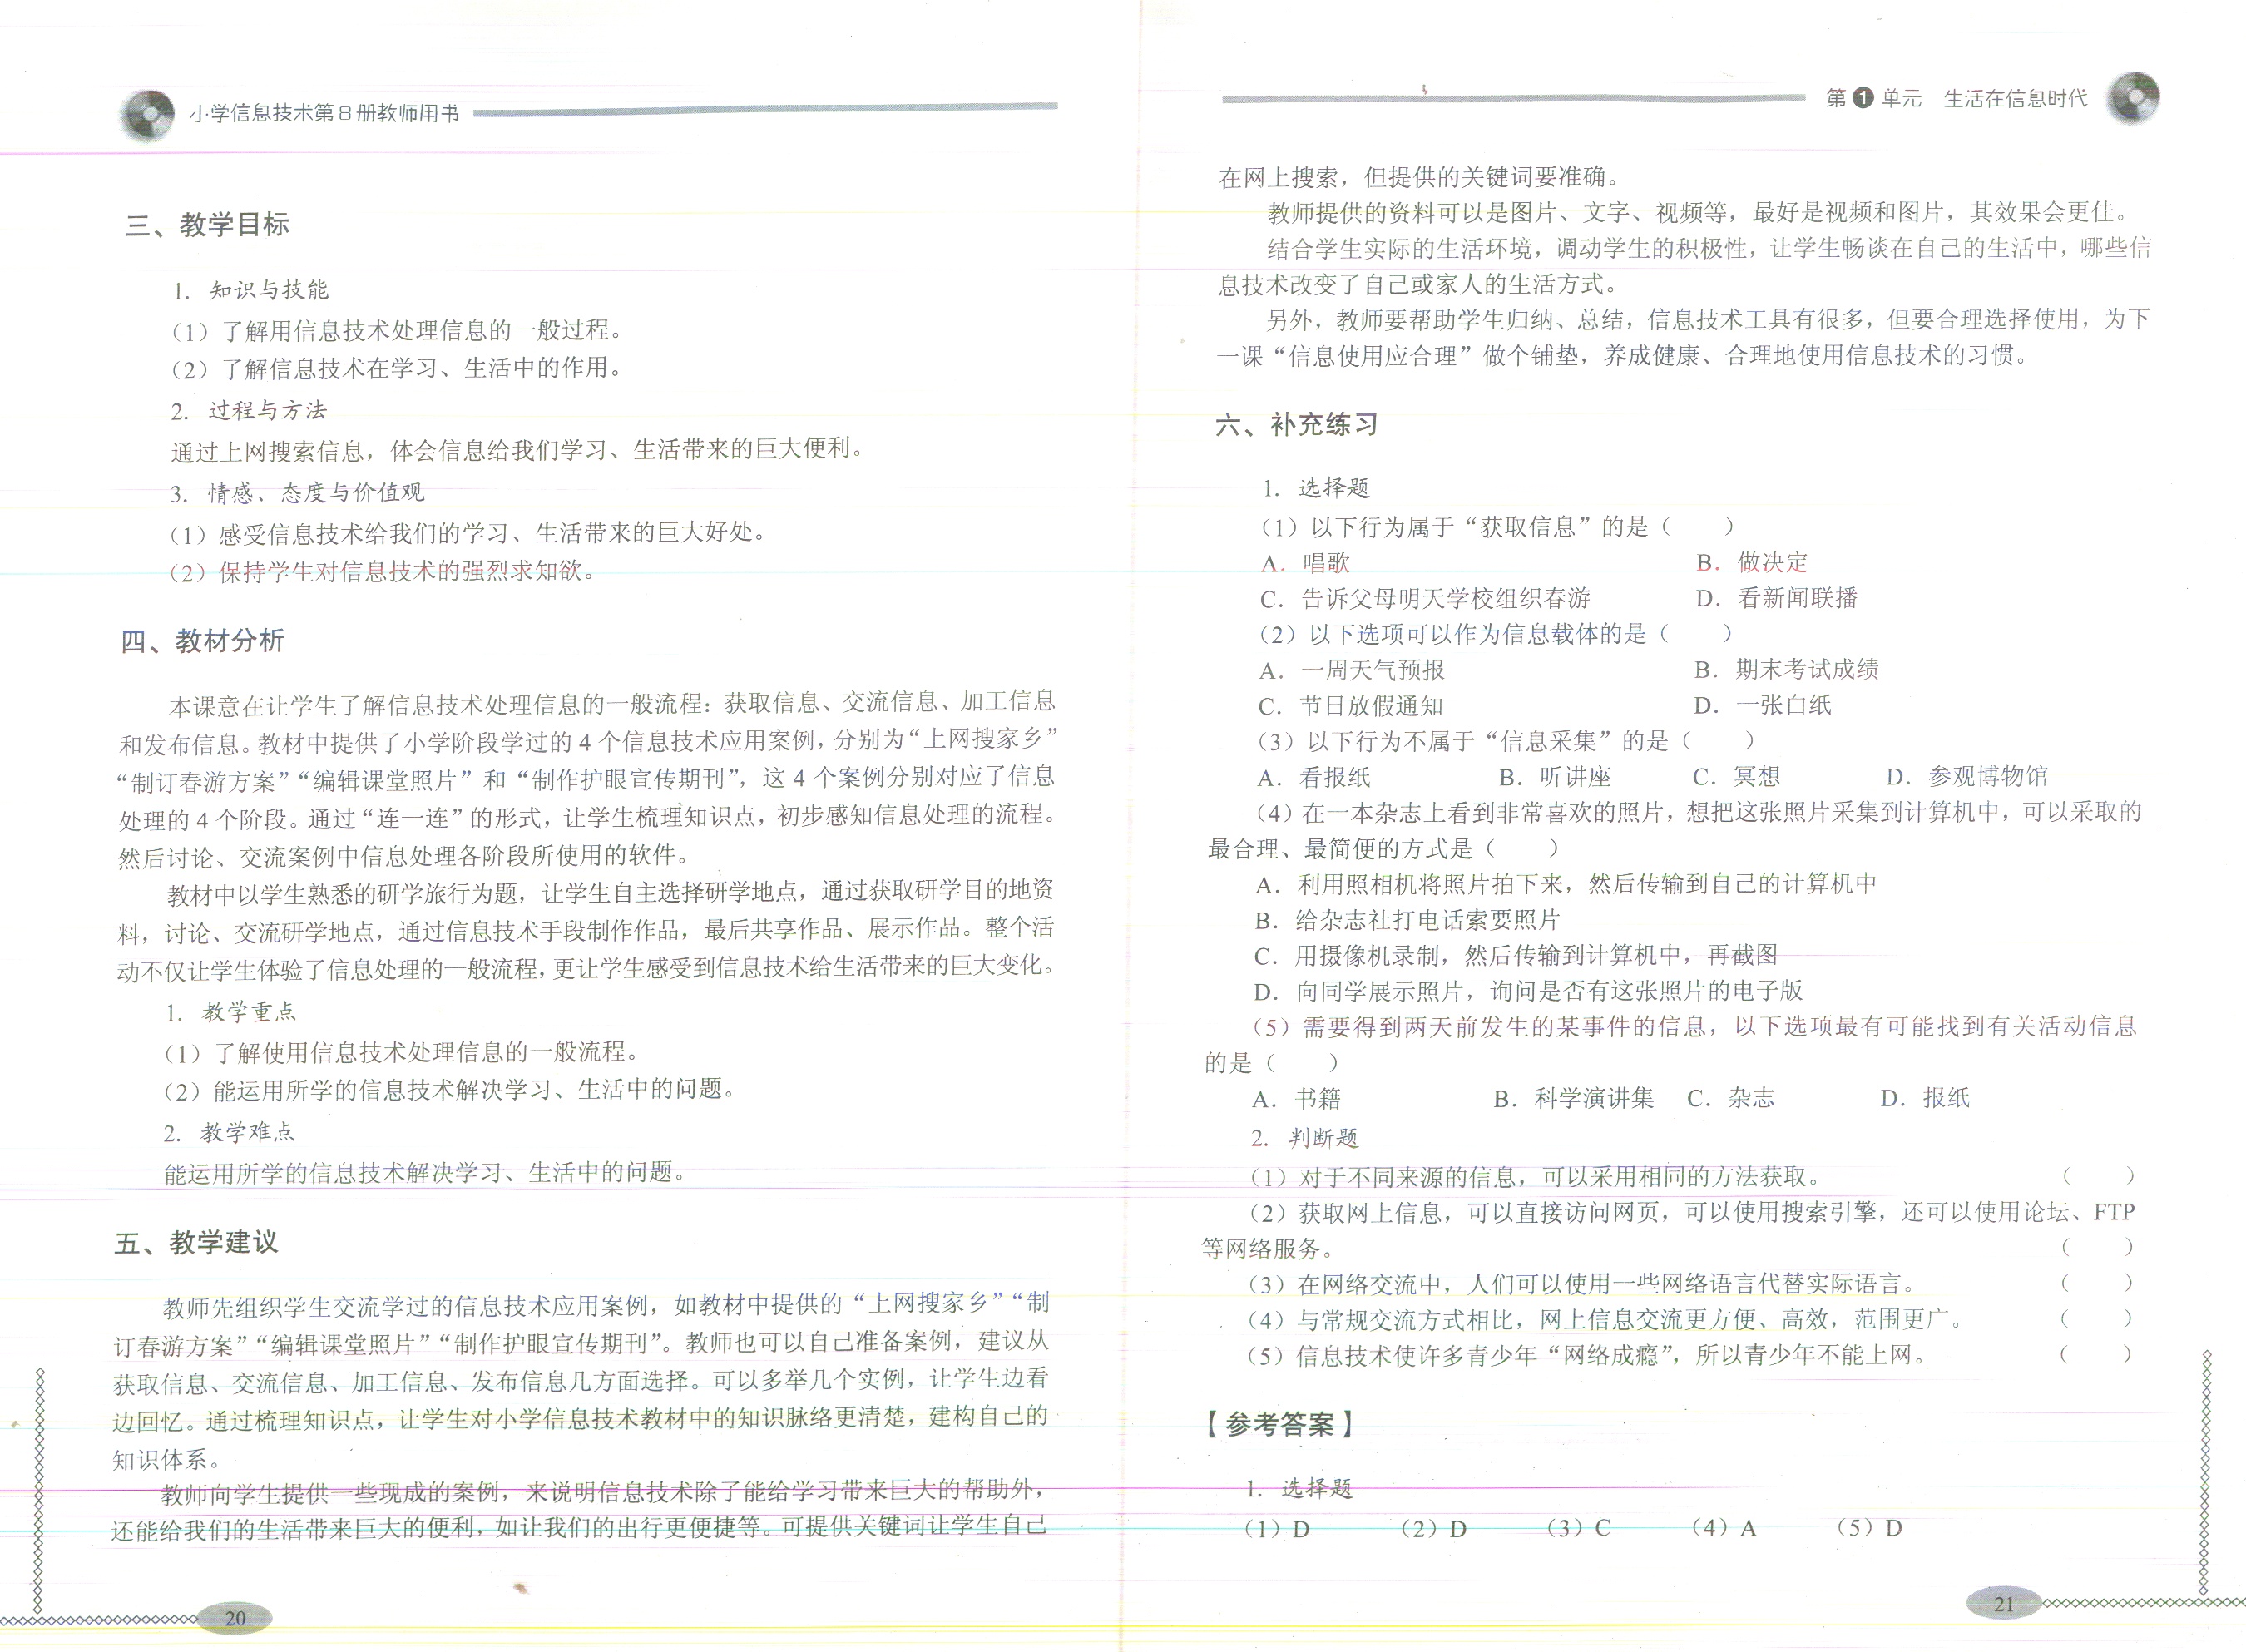 小学信息技术第8册教师用书
三、教学目标
1. 知识与技能
（1）了解用信息技术处理信息的一般过程。
（2）了解信息技术在学习、生活中的作用。
2. 过程与方法
通过上网搜索信息，体会信息给我们学习、生活带来的巨大便利。
3. 情感、态度与价值观
（1）感受信息技术给我们的学习、生活带来的巨大好处。
（2）保持学生对信息技术的强烈求知欲。
四、教材分析
本课意在让学生了解信息技术处理信息的一般流程：获取信息、交流信息、加工信息
和发布信息。教材中提供了小学阶段学过的4个信息技术应用案例，分别为“上网搜家乡”
“制订春游方案”“编辑课堂照片”和“制作护眼宣传期刊”，这4个案例分别对应了信息
处理的4个阶段。通过“连一连”的形式，让学生梳理知识点，初步感知信息处理的流程。
然后讨论、交流案例中信息处理各阶段所使用的软件。
教材中以学生熟悉的研学旅行为题，让学生自主选择研学地点，通过获取研学目的地资
料，讨论、交流研学地点，通过信息技术手段制作作品，最后共享作品、展示作品。整个活
动不仅让学生体验了信息处理的一般流程，更让学生感受到信息技术给生活带来的巨大变化。
1. 教学重点
（1）了解使用信息技术处理信息的一般流程。
（2）能运用所学的信息技术解决学习、生活中的问题。
2. 教学难点
能运用所学的信息技术解决学习、生活中的问题。
五、教学建议
教师先组织学生交流学过的信息技术应用案例，如教材中提供的“上网搜家乡”“制
订春游方案”“编辑课堂照片”“制作护眼宣传期刊”。教师也可以自己准备案例，建议从
获取信息、交流信息、加工信息、发布信息几方面选择。可以多举几个实例，让学生边看
边回忆。通过梳理知识点，让学生对小学信息技术教材中的知识脉络更清楚，建构自己的
知识体系。
教师向学生提供一些现成的案例，来说明信息技术除了能给学习带来巨大的帮助外，
还能给我们的生活带来巨大的便利，如让我们的出行更便捷等。可提供关键词让学生自己
20
第1单元 生活在信息时代
在网上搜索，但提供的关键词要准确。
教师提供的资料可以是图片、文字、视频等，最好是视频和图片，其效果会更佳。
结合学生实际的生活环境，调动学生的积极性，让学生畅谈在自己的生活中，哪些信
息技术改变了自己或家人的生活方式。
另外，教师要帮助学生归纳、总结，信息技术工具有很多，但要合理选择使用，为下
一课“信息使用应合理”做个铺垫，养成健康、合理地使用信息技术的习惯。
六、补充练习
1. 选择题
（1）以下行为属于“获取信息”的是（ ）
A. 唱歌 B. 做决定
C. 告诉父母明天学校组织春游 D. 看新闻联播
（2）以下选项可以作为信息载体的是（ ）
A. 一周天气预报 B. 期末考试成绩
C. 节日放假通知 D. 一张白纸
（3）以下行为不属于“信息采集”的是（ ）
A. 看报纸 B. 听讲座 C. 冥想 D. 参观博物馆
（4）在一本杂志上看到非常喜欢的照片，想把这张照片采集到计算机中，可以采取的
最合理、最简便的方式是（ ）
A. 利用照相机将照片拍下来，然后传输到自己的计算机中
B. 给杂志社打电话索要照片
C. 用摄像机录制，然后传输到计算机中，再截图
D. 向同学展示照片，询问是否有这张照片的电子版
（5）需要得到两天前发生的某事件的信息，以下选项最有可能找到有关活动信息
的是（ ）
A. 书籍 B. 科学演讲集 C. 杂志 D. 报纸
2. 判断题
（1）对于不同来源的信息，可以采用相同的方法获取。 （ ）
（2）获取网上信息，可以直接访问网页，可以使用搜索引擎，还可以使用论坛、FTP
等网络服务。 （ ）
（3）在网络交流中，人们可以使用一些网络语言代替实际语言。 （ ）
（4）与常规交流方式相比，网上信息交流更方便、高效，范围更广。 （ ）
（5）信息技术使许多青少年“网络成瘾”，所以青少年不能上网。 （ ）
【参考答案】
1. 选择题
（1）D （2）D （3）C （4）A （5）D
21